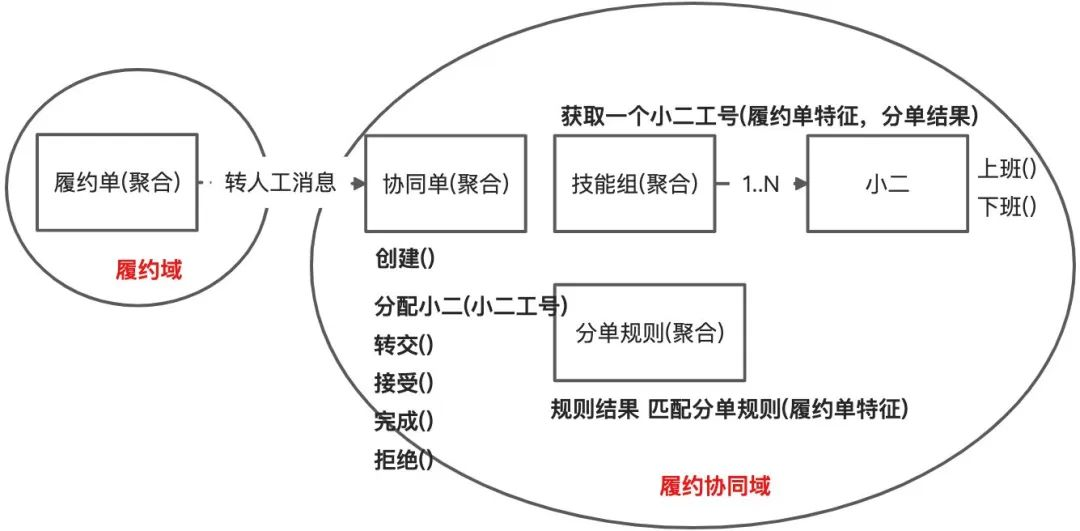 获取一个小二工号(履约单特征，分单结果)
履约单(聚合)
转人工消息
协同单(聚合)
技能组(聚合)
1..N
小二
上班()
下班()
履约域
创建()
分配小二(小二工号)
转交()
接受()
完成()
拒绝()
分单规则(聚合)
规则结果 匹配分单规则(履约单特征)
履约协同域